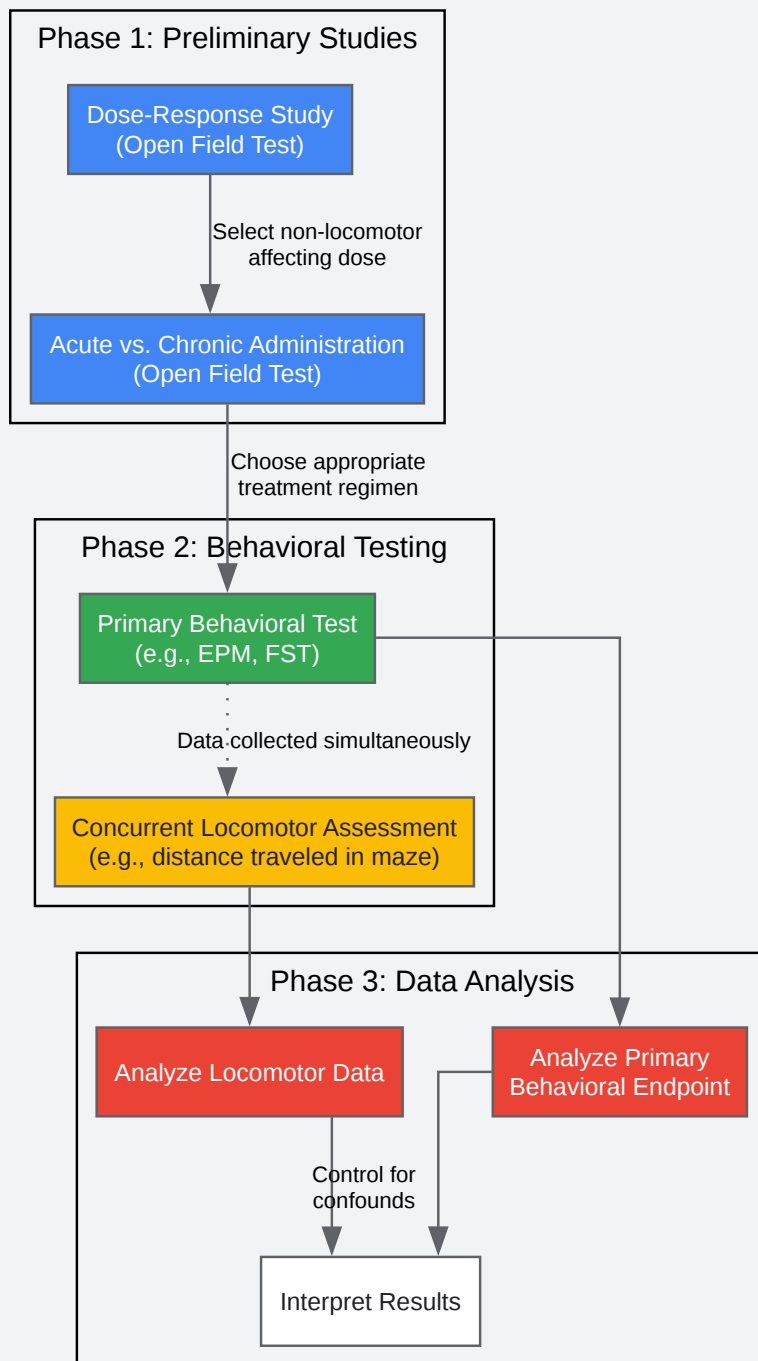 Phase 1: Preliminary Studies
Dose-Response Study
(Open Field Test)
Select non-locomotor
affecting dose
Acute vs. Chronic Administration
(Open Field Test)
Choose appropriate
treatment regimen
Phase 2: Behavioral Testing
Primary Behavioral Test
(e.g., EPM, FST)
Data collected simultaneously
Concurrent Locomotor Assessment
(e.g., distance traveled in maze)
Phase 3: Data Analysis
Analyze Locomotor Data
Analyze Primary
Behavioral Endpoint
Control for
confounds
Interpret Results